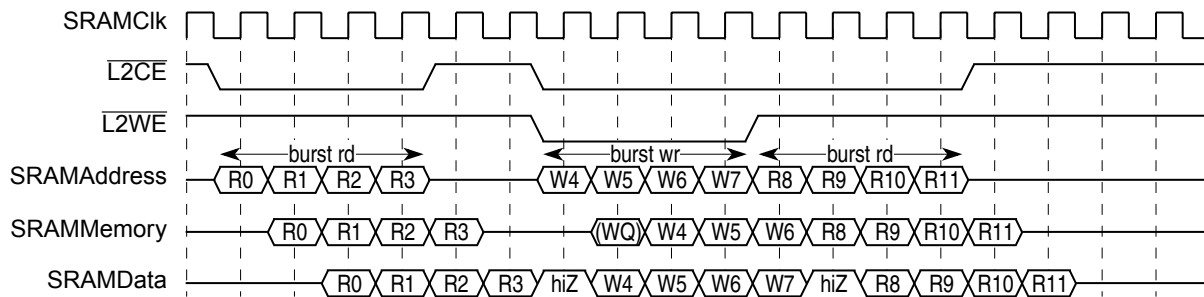 SRAMClk
L2CE
L2WE
burst rd burst wr burst rd
SRAMAddress R0 R1 R2 R3 W4 W5 W6 W7 R8 R9 R10 R11
SRAMMemory R0 R1 R2 R3 (WQ) W4 W5 W6 R8 R9 R10 R11
SRAMData R0 R1 R2 R3 hiZ W4 W5 W6 W7 hiZ R8 R9 R10 R11